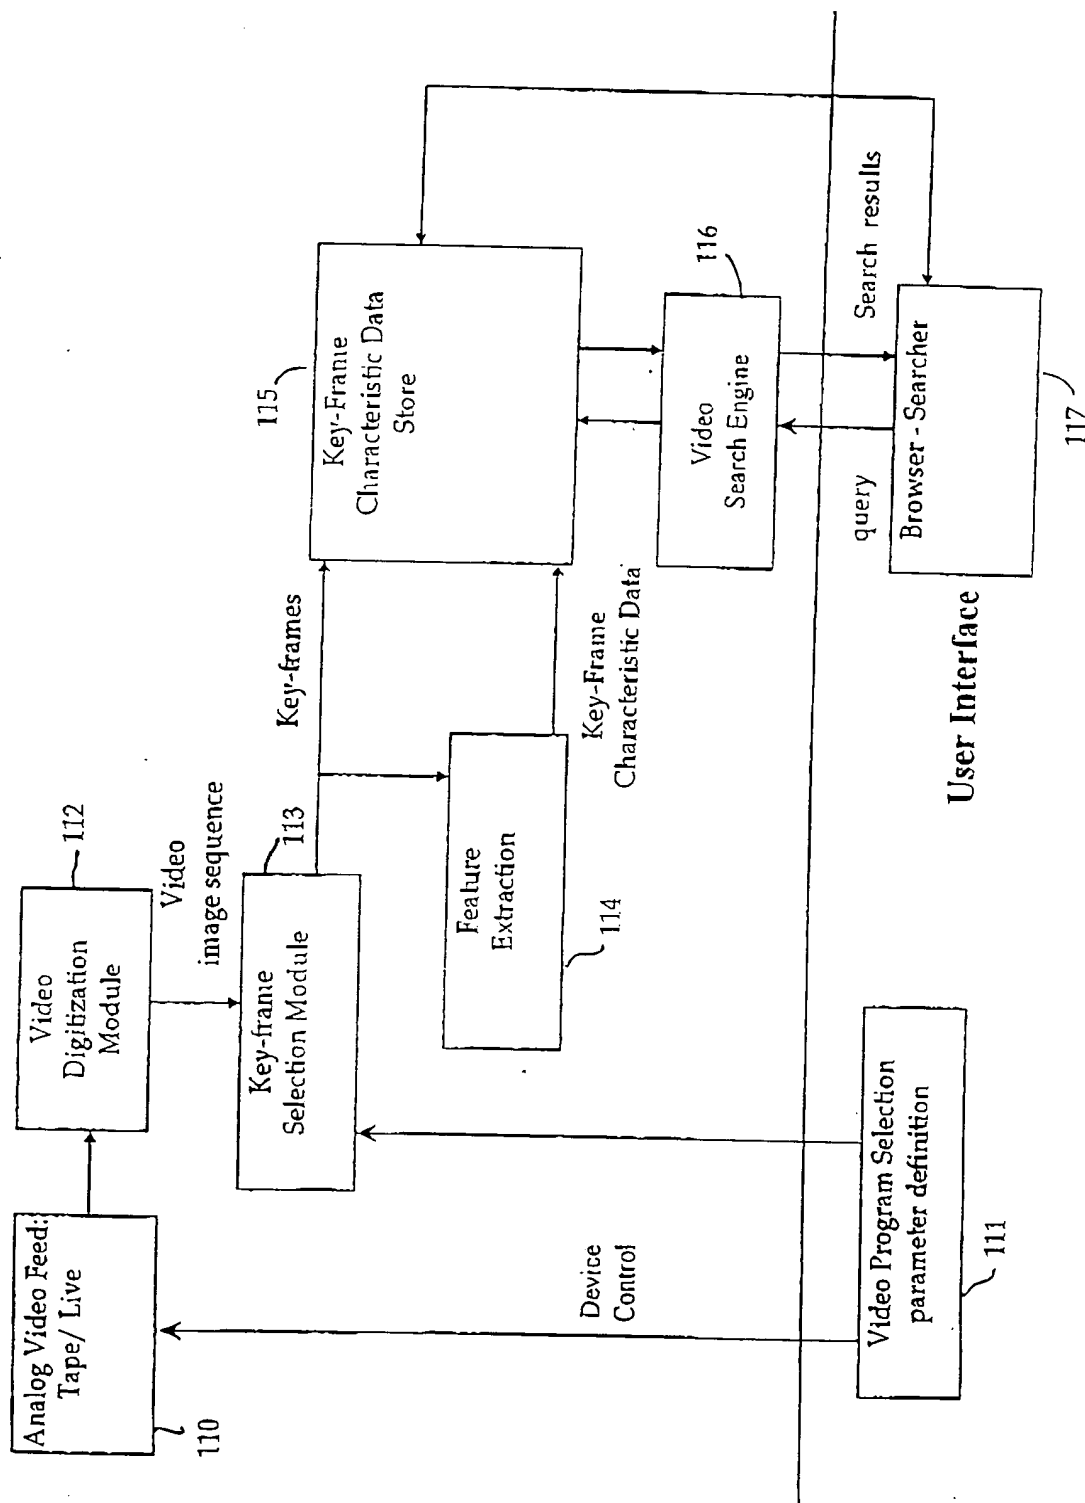 Analog Video Feed:
Tape/ Live
110
Video
Digitization
Module
112
Video
image sequence
Key-frame
Selection Module
113
Key-frames
Feature
Extraction
114
Key-Frame
Characteristic Data
Key-Frame
Characteristic Data
Store
115
Video
Search Engine
116
Device
Control
query
Search results
Video Program Selection
parameter definition
111
User Interface
Browser - Searcher
117